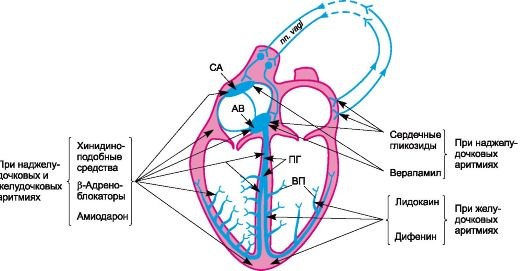 nn. vagi
СА
АВ
ПГ
ВП
При наджелу-
дочковых и
желудочковых
аритмиях
Хинидино-
подобные
средства
β-Адрено-
блокаторы
Амиодарон
Сердечные
гликозиды
Верапамил
При наджелу-
дочковых
аритмиях
Лидокаин
Дифенин
При желу-
дочковых
аритмиях